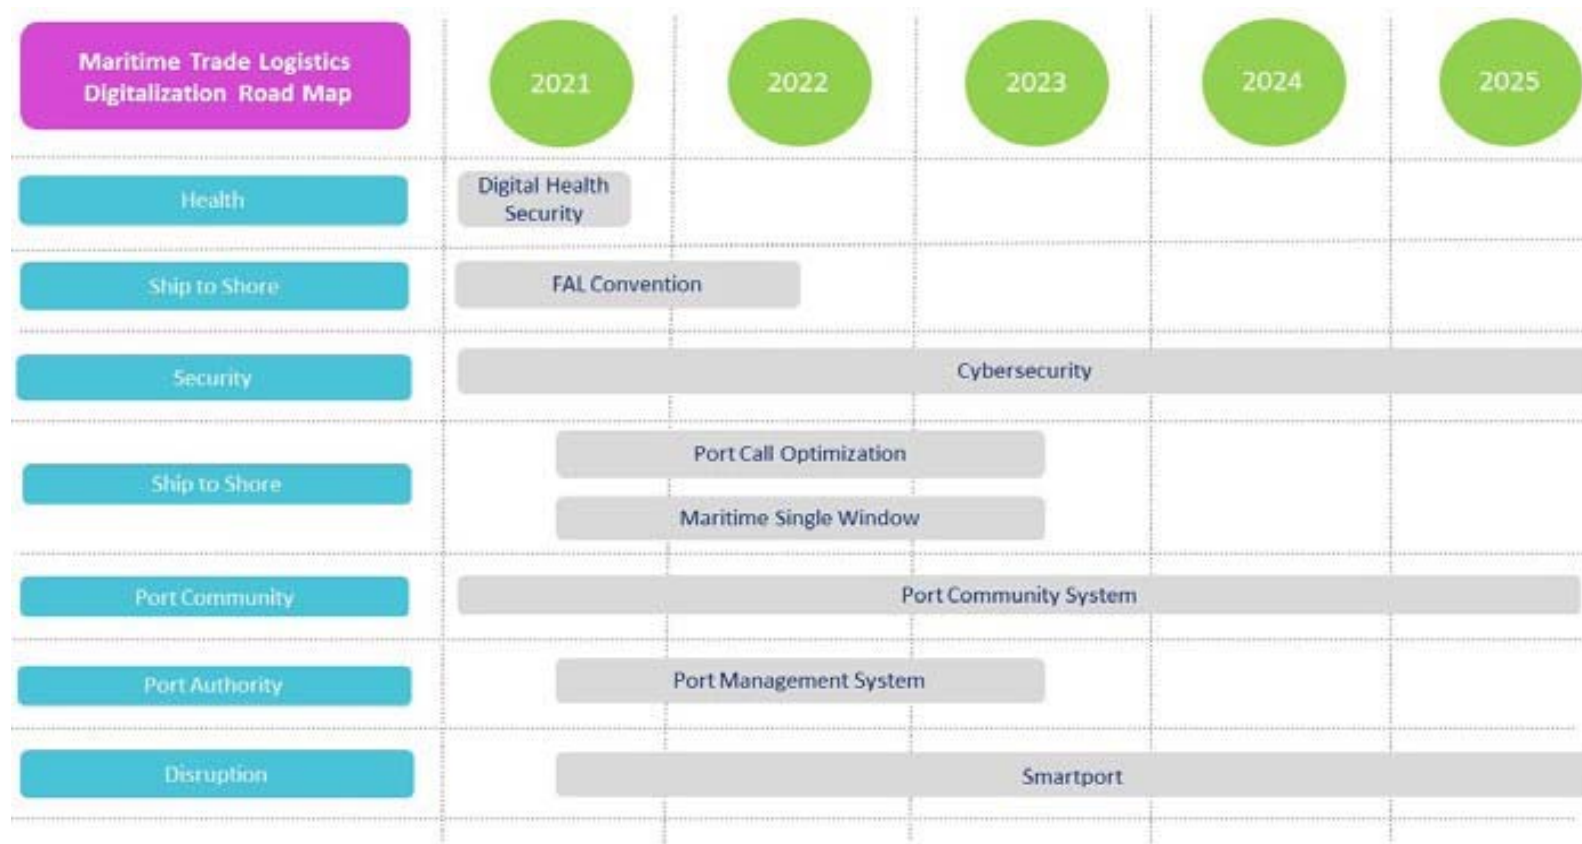 Maritime Trade Logistics
Digitalization Road Map
2021
2022
2023
2024
2025
Health
Digital Health
Security
Ship to Shore
FAL Convention
Security
Cybersecurity
Ship to Shore
Port Call Optimization
Maritime Single Window
Port Community
Port Community System
Port Authority
Port Management System
Disruption
Smartport